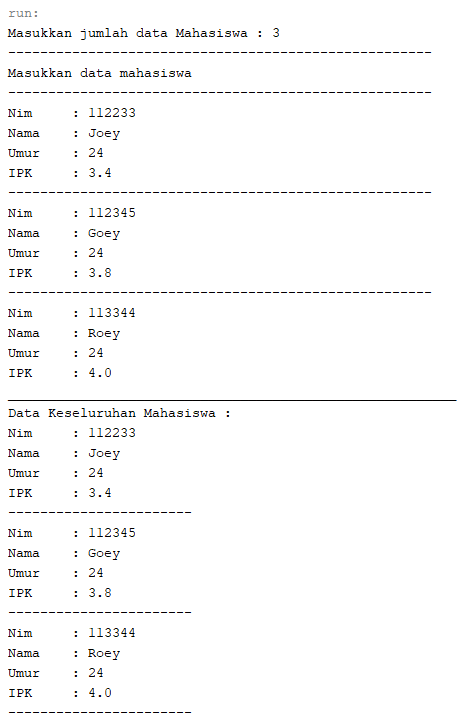 run:
Masukkan jumlah data Mahasiswa : 3
-----------------------------------------------------
Masukkan data mahasiswa
-----------------------------------------------------
Nim     : 112233
Nama    : Joey
Umur    : 24
IPK     : 3.4
-----------------------------------------------------
Nim     : 112345
Nama    : Goey
Umur    : 24
IPK     : 3.8
-----------------------------------------------------
Nim     : 113344
Nama    : Roey
Umur    : 24
IPK     : 4.0
________________________________________________________
Data Keseluruhan Mahasiswa :
Nim     : 112233
Nama    : Joey
Umur    : 24
IPK     : 3.4
-----------------------
Nim     : 112345
Nama    : Goey
Umur    : 24
IPK     : 3.8
-----------------------
Nim     : 113344
Nama    : Roey
Umur    : 24
IPK     : 4.0
-----------------------